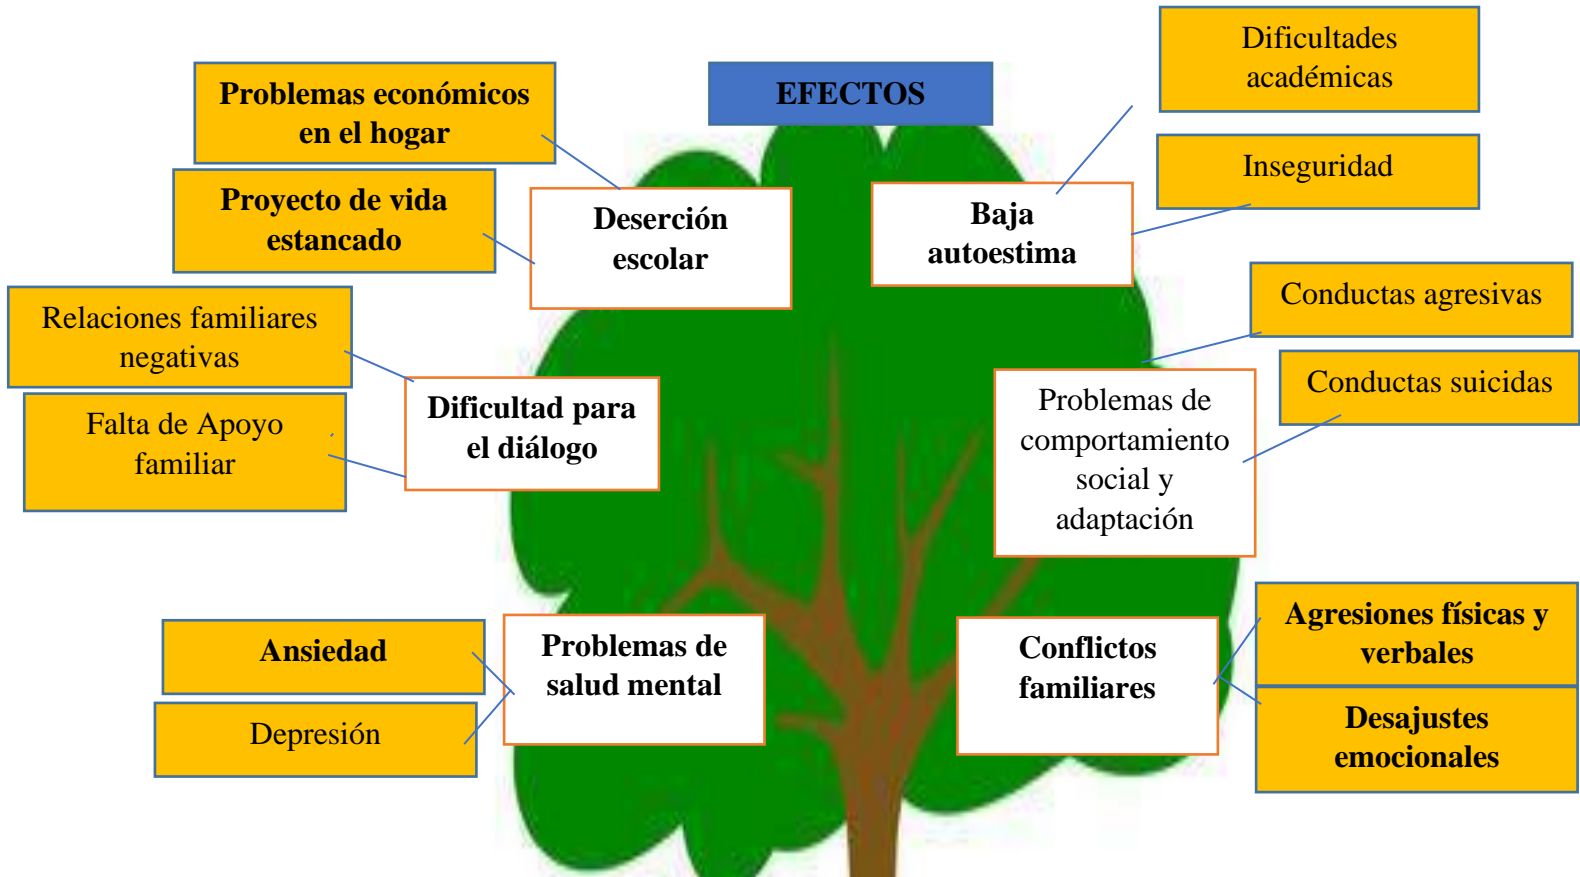 EFECTOS
Problemas económicos
en el hogar
Proyecto de vida
estancado
Deserción
escolar
Relaciones familiares
negativas
Falta de Apoyo
familiar
Dificultad para
el diálogo
Ansiedad
Depresión
Problemas de
salud mental
Dificultades
académicas
Inseguridad
Baja
autoestima
Conductas agresivas
Conductas suicidas
Problemas de
comportamiento
social y
adaptación
Agresiones físicas y
verbales
Desajustes
emocionales
Conflictos
familiares